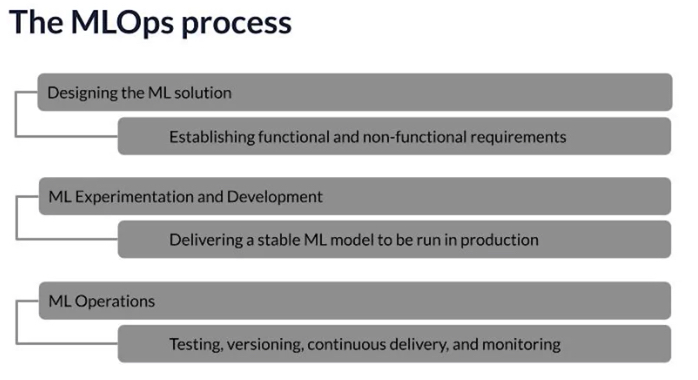 The MLOps process
Designing the ML solution
Establishing functional and non-functional requirements
ML Experimentation and Development
Delivering a stable ML model to be run in production
ML Operations
Testing, versioning, continuous delivery, and monitoring